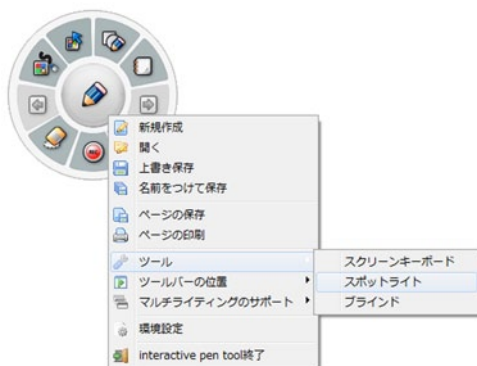 新規作成
開く
上書き保存
名前をつけて保存
ページの保存
ページの印刷
ツール
スクリーンキーボード
ツールバーの位置
スポットライト
マルチライティングのサポート
ブラインド
環境設定
interactive pen tool終了